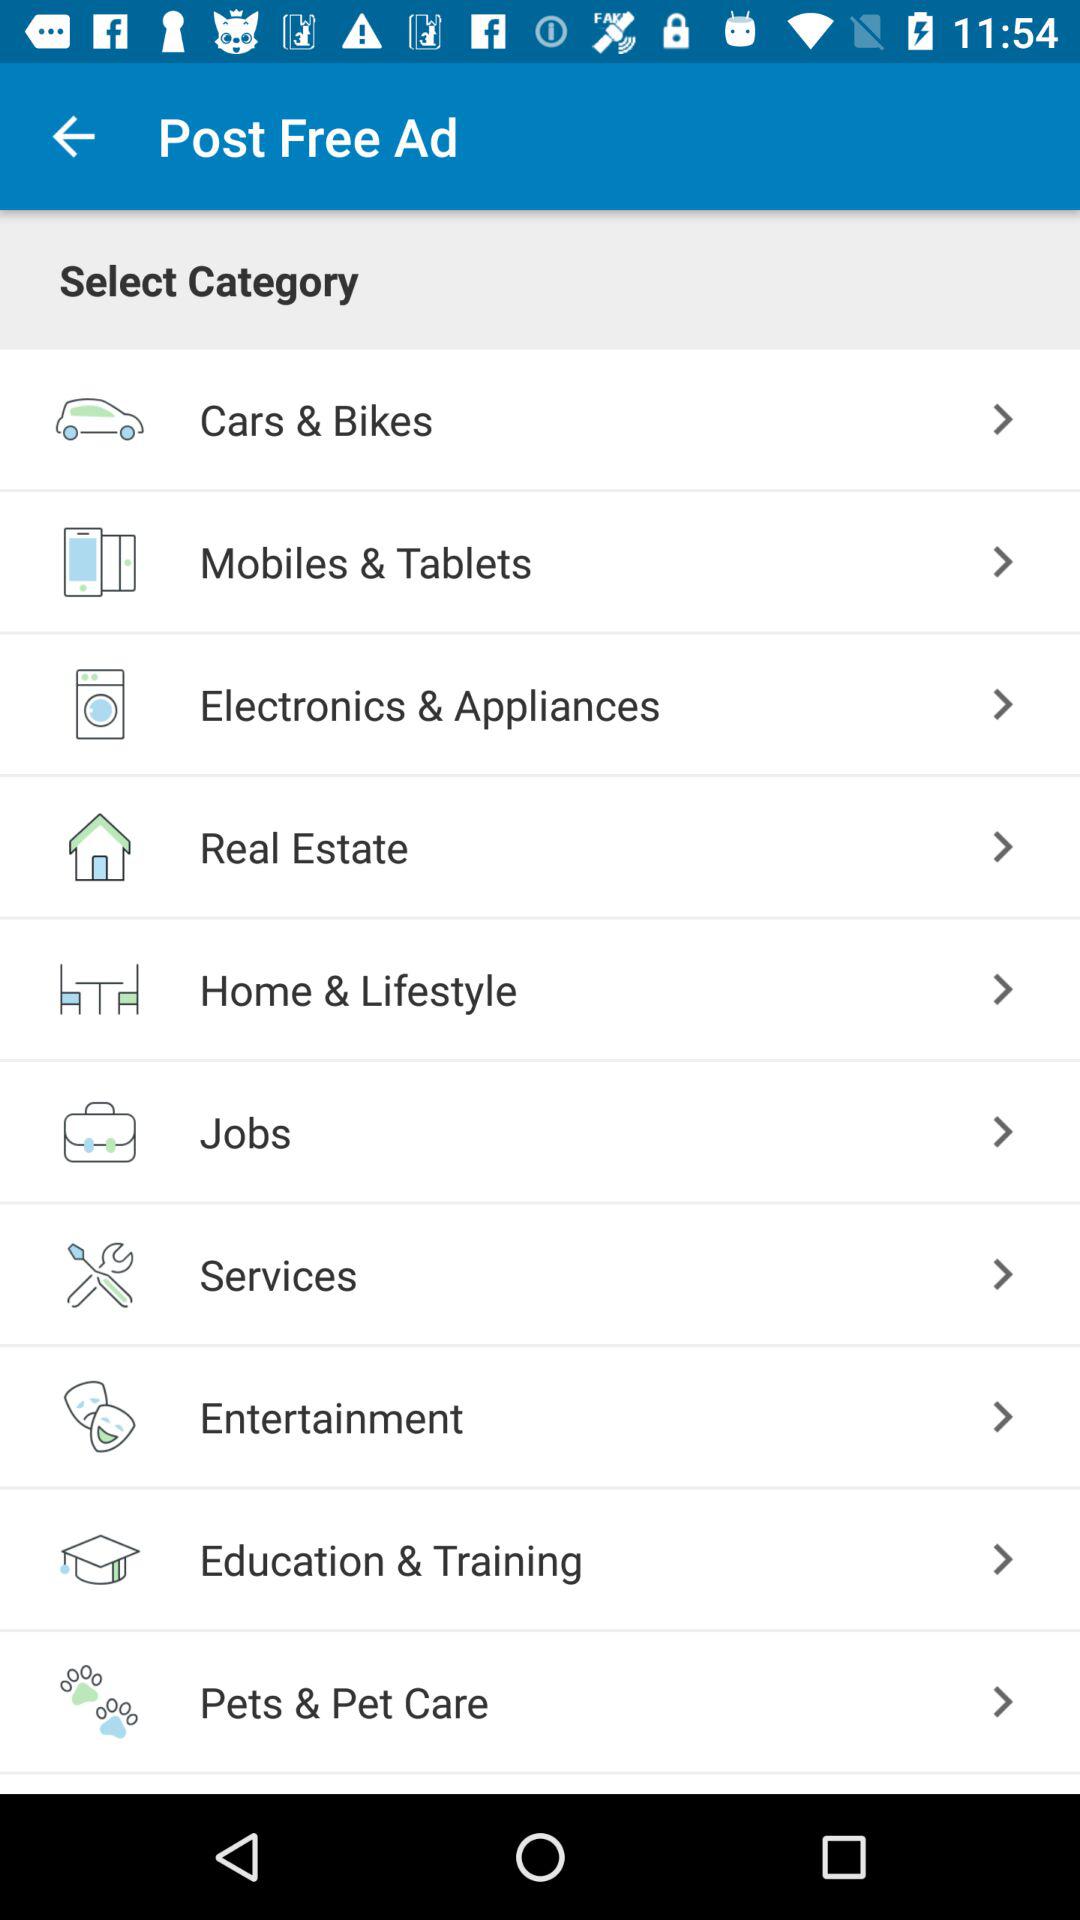 FAKE 11:54
Post Free Ad
Select Category
Cars & Bikes
Mobiles & Tablets
Electronics & Appliances
Real Estate
Home & Lifestyle
Jobs
Services
Entertainment
Education & Training
Pets & Pet Care